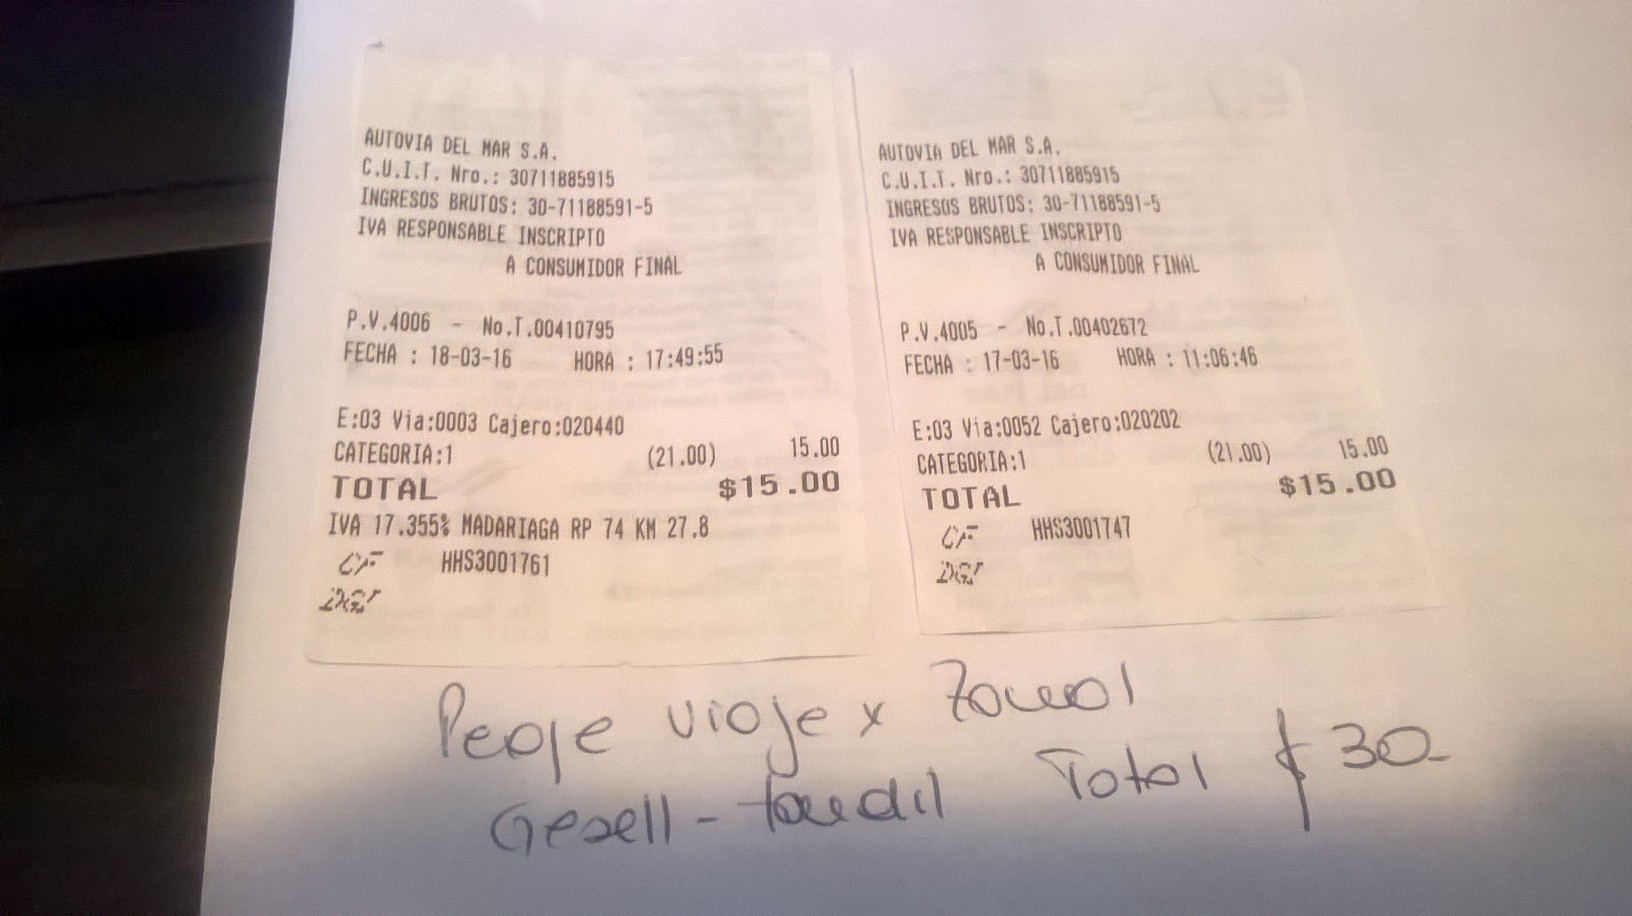 AUTOVIA DEL MAR S.A.
C.U.I.T. Nro.: 30711885915
INGRESOS BRUTOS: 30-71188591-5
IVA RESPONSABLE INSCRIPTO
A CONSUMIDOR FINAL
P.V.4006 - No.T.00410795
FECHA : 18-03-16 HORA : 17:49:55
E:03 Via:0003 Cajero:020440
CATEGORIA:1 (21.00) 15.00
TOTAL $15.00
IVA 17.355% MADARIAGA RP 74 KM 27.8
CF HHS3001761
DGI
AUTOVIA DEL MAR S.A.
C.U.I.T. Nro.: 30711885915
INGRESOS BRUTOS: 30-71188591-5
IVA RESPONSABLE INSCRIPTO
A CONSUMIDOR FINAL
P.V.4005 - No.T.00402672
FECHA : 17-03-16 HORA : 11:06:46
E:03 Via:0052 Cajero:020202
CATEGORIA:1 (21.00) 15.00
TOTAL $15.00
CF HHS3001747
DGI
Peaje viaje x Zonal
Gesell - tandil Total $ 30-